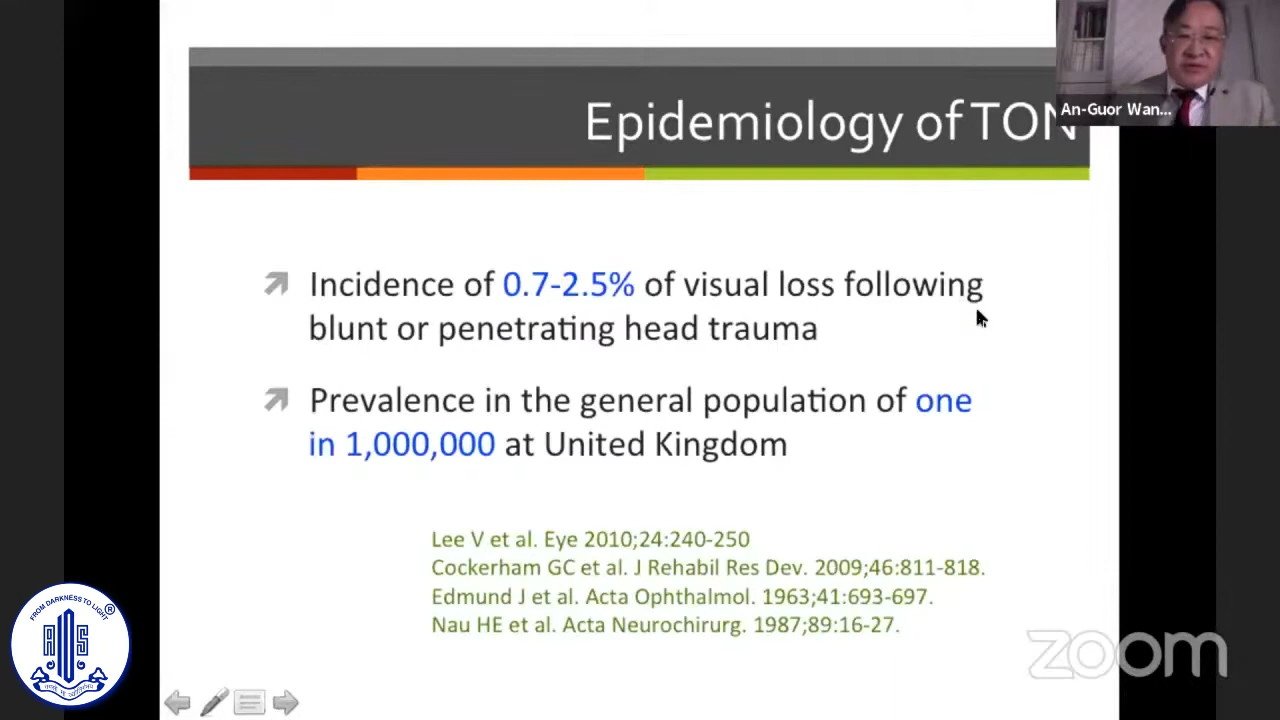 Epidemiology of TON
An-Guor Wan...
Incidence of 0.7-2.5% of visual loss following
blunt or penetrating head trauma
Prevalence in the general population of one
in 1,000,000 at United Kingdom
Lee V et al. Eye 2010;24:240-250
Cockerham GC et al. J Rehabil Res Dev. 2009;46:811-818.
Edmund J et al. Acta Ophthalmol. 1963;41:693-697.
Nau HE et al. Acta Neurochirurg. 1987;89:16-27.
FROM DARKNESS TO LIGHT
®
zoom